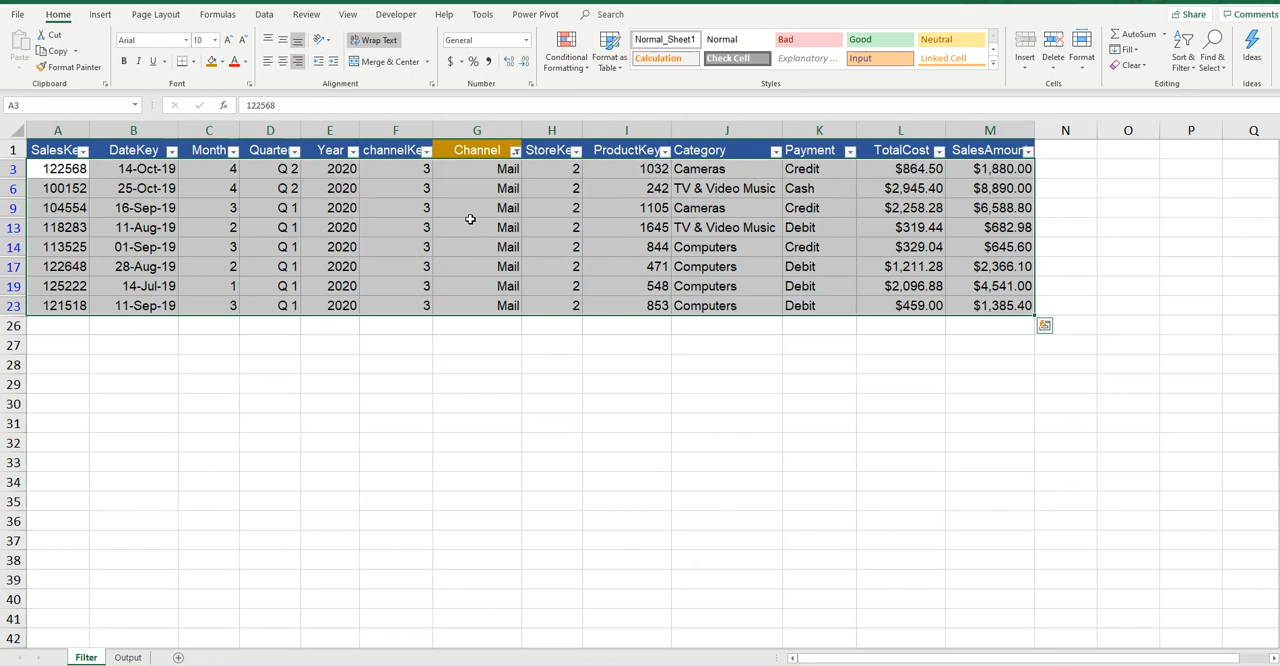 File Home Insert Page Layout Formulas Data Review View Developer Help Tools Power Pivot Search Share Comments
Paste Cut Copy Format Painter
Clipboard
Arial 10 A A
B I U A
Font
Wrap Text
Merge & Center
Alignment
General
$ % 9
Number
Conditional Formatting Format as Table
Normal_Sheet1 Normal Bad Good Neutral
Calculation Check Cell Explanatory ... Input Linked Cell
Styles
Insert Delete Format
Cells
AutoSum
Fill
Clear
Sort & Filter Find & Select
Editing
Ideas
Ideas
A3 fx 122568
A B C D E F G H I J K L M N O P Q
1 SalesKe DateKey Month Quarte Year channelKe Channel StoreKe ProductKey Category Payment TotalCost SalesAmoun
3 122568 14-Oct-19 4 Q 2 2020 3 Mail 2 1032 Cameras Credit $864.50 $1,880.00
6 100152 25-Oct-19 4 Q 2 2020 3 Mail 2 242 TV & Video Music Cash $2,945.40 $8,890.00
9 104554 16-Sep-19 3 Q 1 2020 3 Mail 2 1105 Cameras Credit $2,258.28 $6,588.80
13 118283 11-Aug-19 2 Q 1 2020 3 Mail 2 1645 TV & Video Music Debit $319.44 $682.98
14 113525 01-Sep-19 3 Q 1 2020 3 Mail 2 844 Computers Credit $329.04 $645.60
17 122648 28-Aug-19 2 Q 1 2020 3 Mail 2 471 Computers Debit $1,211.28 $2,366.10
19 125222 14-Jul-19 1 Q 1 2020 3 Mail 2 548 Computers Debit $2,096.88 $4,541.00
23 121518 11-Sep-19 3 Q 1 2020 3 Mail 2 853 Computers Debit $459.00 $1,385.40
26
27
28
29
30
31
32
33
34
35
36
37
38
39
40
41
42
Filter Output